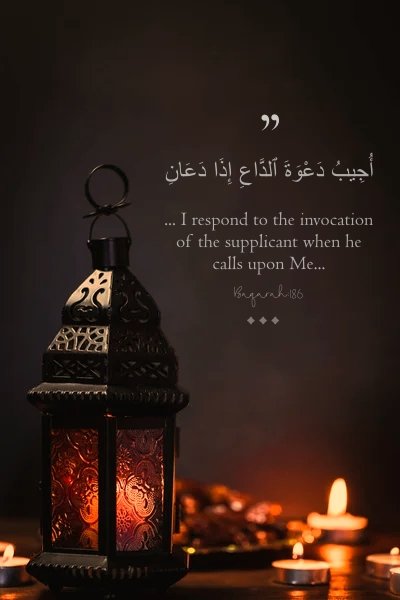 ”
أُجِيبُ دَعْوَةَ ٱلدَّاعِ إِذَا دَعَانِ
... I respond to the invocation
of the supplicant when he
calls upon Me...
Baqarah 186